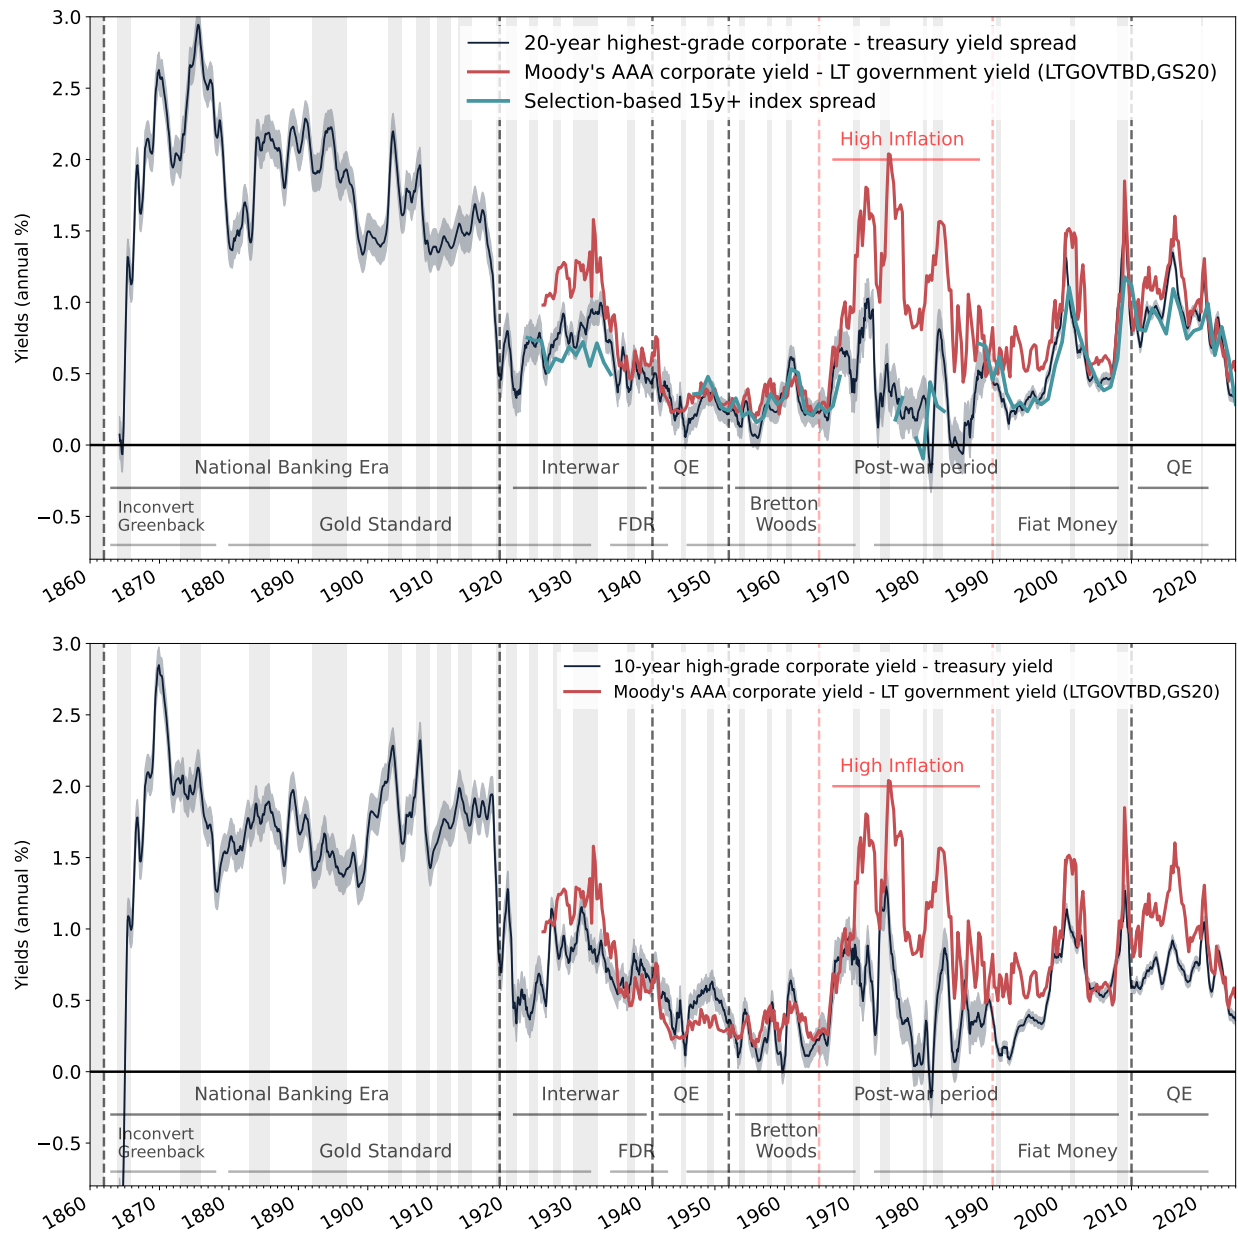 3.0
20-year highest-grade corporate - treasury yield spread
Moody's AAA corporate yield - LT government yield (LTGOVTBD,GS20)
Selection-based 15y+ index spread
2.5
High Inflation
2.0
1.5
Yields (annual %)
1.0
0.5
0.0
National Banking Era Interwar QE Post-war period QE
−0.5
Inconvert
Greenback
Gold Standard FDR
Bretton
Woods
Fiat Money
1860 1870 1880 1890 1900 1910 1920 1930 1940 1950 1960 1970 1980 1990 2000 2010 2020
3.0
10-year high-grade corporate yield - treasury yield
Moody's AAA corporate yield - LT government yield (LTGOVTBD,GS20)
2.5
High Inflation
2.0
1.5
Yields (annual %)
1.0
0.5
0.0
National Banking Era Interwar QE Post-war period QE
−0.5
Inconvert
Greenback
Gold Standard FDR
Bretton
Woods
Fiat Money
1860 1870 1880 1890 1900 1910 1920 1930 1940 1950 1960 1970 1980 1990 2000 2010 2020